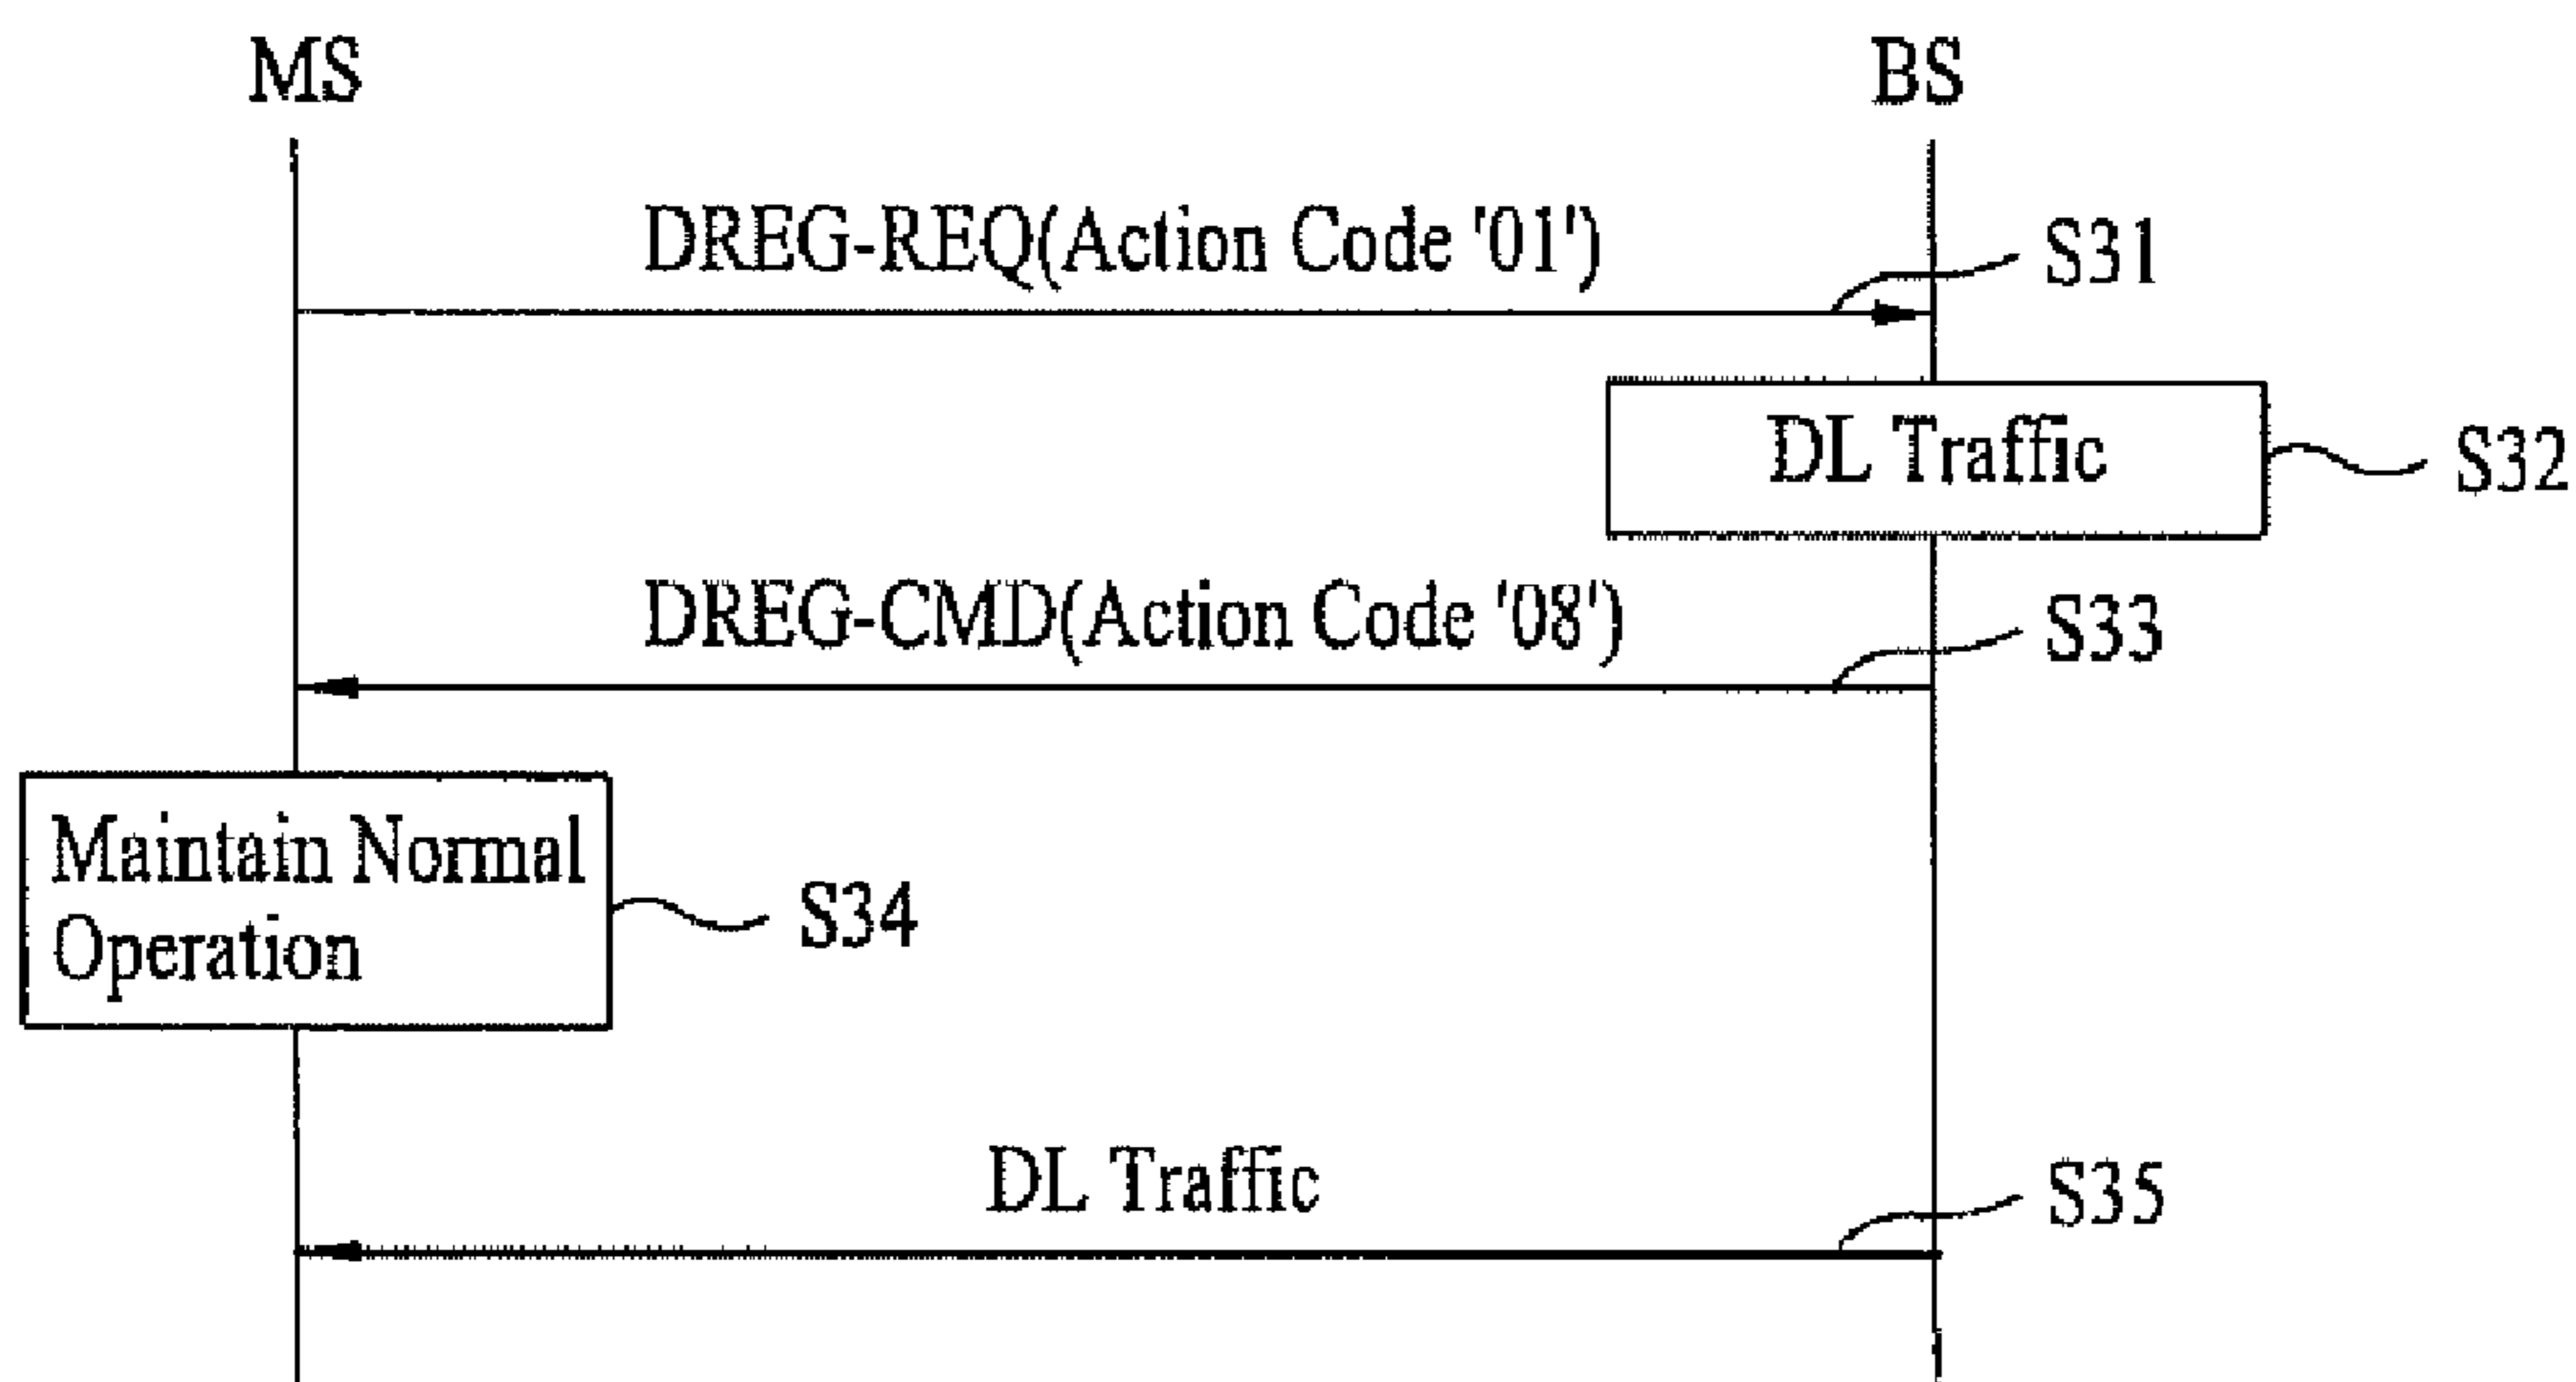 MS
BS
DREG-REQ(Action Code '01')
S31
DL Traffic
S32
DREG-CMD(Action Code '08')
S33
Maintain Normal
Operation
S34
DL Traffic
S35